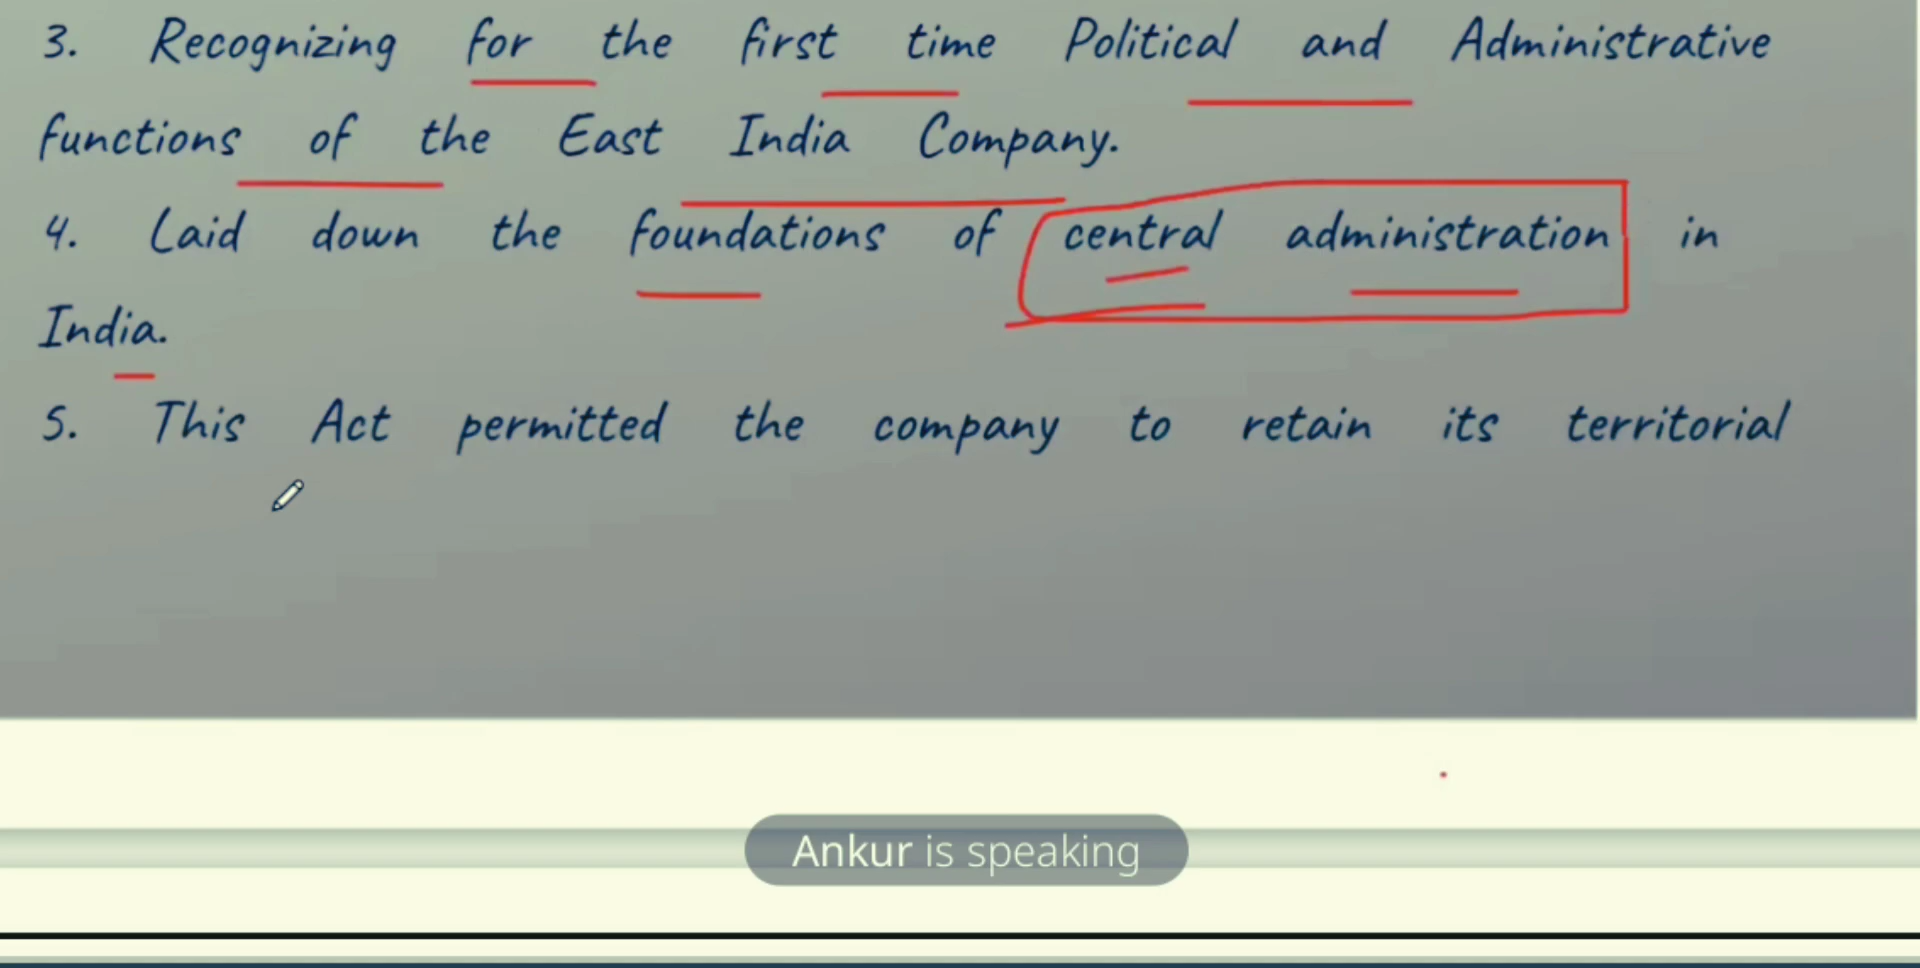 3. Recognizing for the first time Political and Administrative
functions of the East India Company.
4. Laid down the foundations of central administration in
India.
5. This Act permitted the company to retain its territorial
Ankur is speaking